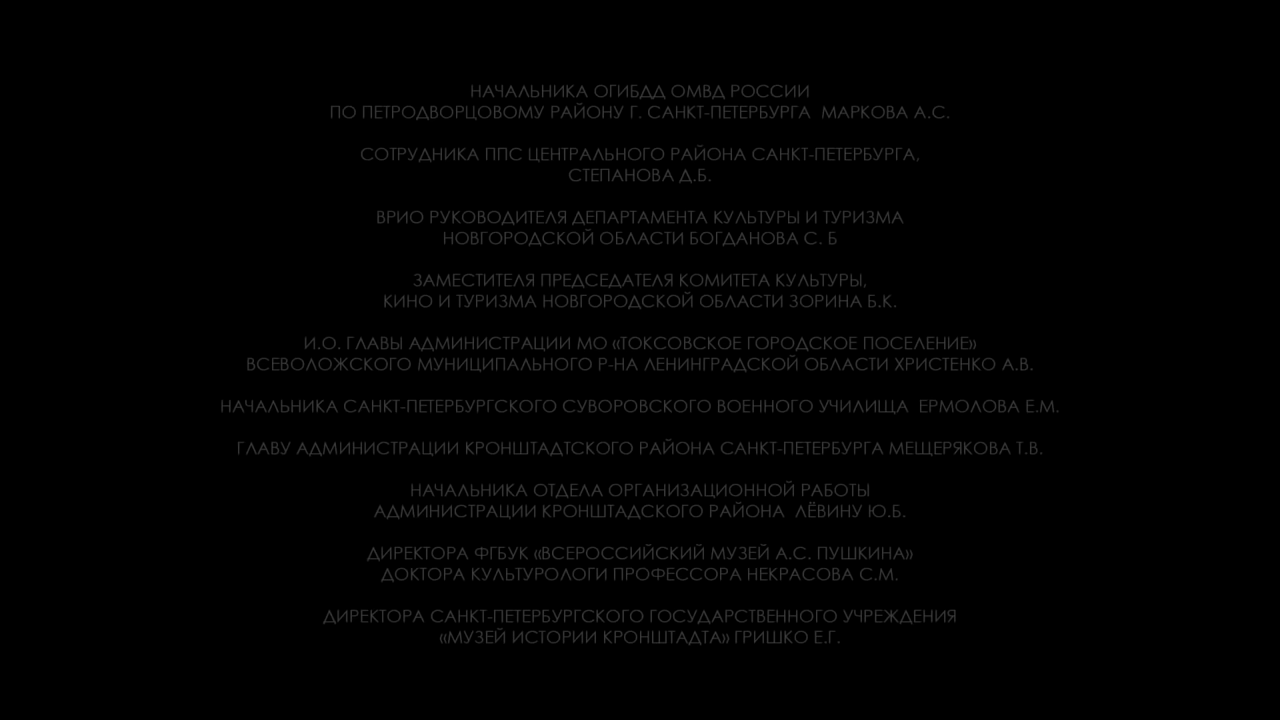 НАЧАЛЬНИКА ОГИБДД ОМВД РОССИИ
ПО ПЕТРОДВОРЦОВОМУ РАЙОНУ Г. САНКТ-ПЕТЕРБУРГА МАРКОВА А.С.
СОТРУДНИКА ППС ЦЕНТРАЛЬНОГО РАЙОНА САНКТ-ПЕТЕРБУРГА,
СТЕПАНОВА Д.Б.
ВРИО РУКОВОДИТЕЛЯ ДЕПАРТАМЕНТА КУЛЬТУРЫ И ТУРИЗМА
НОВГОРОДСКОЙ ОБЛАСТИ БОГДАНОВА С. Б
ЗАМЕСТИТЕЛЯ ПРЕДСЕДАТЕЛЯ КОМИТЕТА КУЛЬТУРЫ,
КИНО И ТУРИЗМА НОВГОРОДСКОЙ ОБЛАСТИ ЗОРИНА Б.К.
И.О. ГЛАВЫ АДМИНИСТРАЦИИ МО «ТОКСОВСКОЕ ГОРОДСКОЕ ПОСЕЛЕНИЕ»
ВСЕВОЛОЖСКОГО МУНИЦИПАЛЬНОГО Р-НА ЛЕНИНГРАДСКОЙ ОБЛАСТИ ХРИСТЕНКО А.В.
НАЧАЛЬНИКА САНКТ-ПЕТЕРБУРГСКОГО СУВОРОВСКОГО ВОЕННОГО УЧИЛИЩА ЕРМОЛОВА Е.М.
ГЛАВУ АДМИНИСТРАЦИИ КРОНШТАДТСКОГО РАЙОНА САНКТ-ПЕТЕРБУРГА МЕЩЕРЯКОВА Т.В.
НАЧАЛЬНИКА ОТДЕЛА ОРГАНИЗАЦИОННОЙ РАБОТЫ
АДМИНИСТРАЦИИ КРОНШТАДСКОГО РАЙОНА ЛЁВИНУ Ю.Б.
ДИРЕКТОРА ФГБУК «ВСЕРОССИЙСКИЙ МУЗЕЙ А.С. ПУШКИНА»
ДОКТОРА КУЛЬТУРОЛОГИ ПРОФЕССОРА НЕКРАСОВА С.М.
ДИРЕКТОРА САНКТ-ПЕТЕРБУРГСКОГО ГОСУДАРСТВЕННОГО УЧРЕЖДЕНИЯ
«МУЗЕЙ ИСТОРИИ КРОНШТАДТА» ГРИШКО Е.Г.